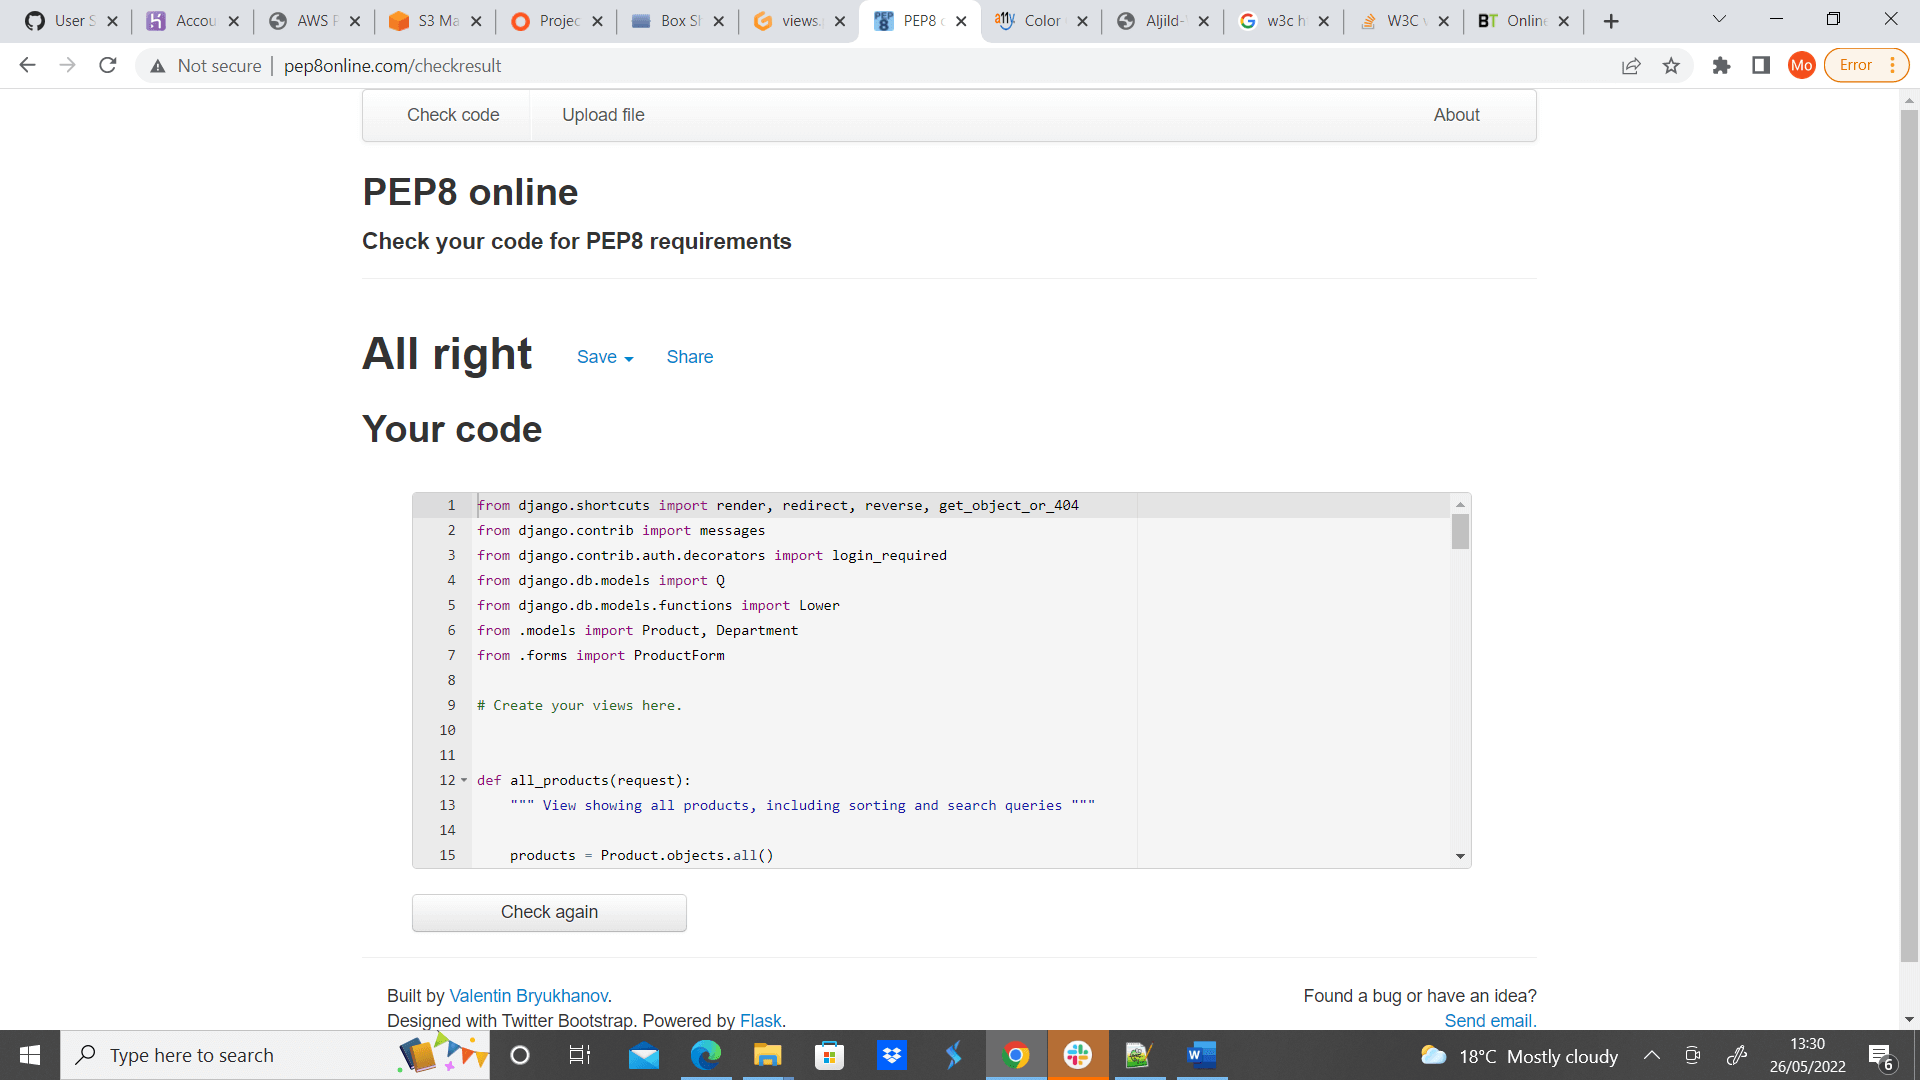 User S
Accou
AWS P
S3 Ma
Projec
Box Sh
views.
PEP8 o
Color
Aljild-
w3c h
W3C v
BT Online
Not secure | pep8online.com/checkresult
Mo
Error
Check code
Upload file
About
PEP8 online
Check your code for PEP8 requirements
All right
Save
Share
Your code
1 from django.shortcuts import render, redirect, reverse, get_object_or_404
2 from django.contrib import messages
3 from django.contrib.auth.decorators import login_required
4 from django.db.models import Q
5 from django.db.models.functions import Lower
6 from .models import Product, Department
7 from .forms import ProductForm
8
9 # Create your views here.
10
11
12 def all_products(request):
13 """ View showing all products, including sorting and search queries """
14
15 products = Product.objects.all()
Check again
Built by Valentin Bryukhanov.
Designed with Twitter Bootstrap. Powered by Flask.
Found a bug or have an idea?
Send email.
Type here to search
18°C Mostly cloudy
13:30
26/05/2022
6